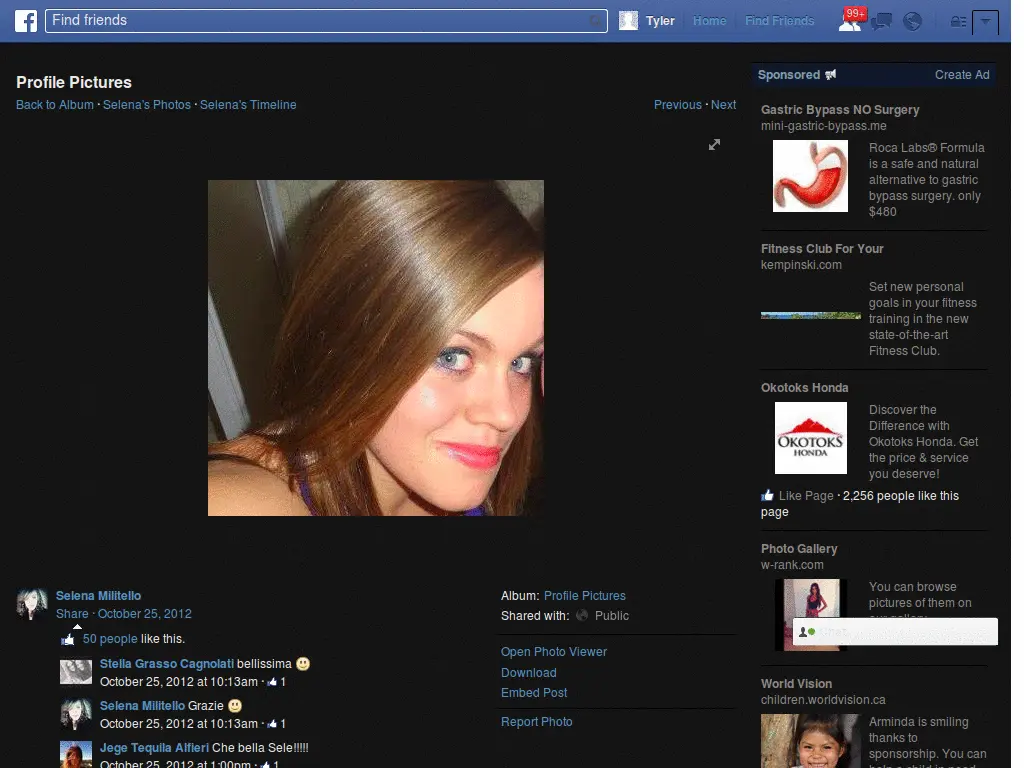 Find friends
Tyler
Home
Find Friends
99+
Profile Pictures
Back to Album · Selena's Photos · Selena's Timeline
Previous · Next
Selena Militello
Share · October 25, 2012
50 people like this.
Stella Grasso Cagnolati bellissima
October 25, 2012 at 10:13am · 1
Selena Militello Grazie
October 25, 2012 at 10:13am · 1
Jege Tequila Alfieri Che bella Sele!!!!!
October 25, 2012 at 1:00pm · 1
Album: Profile Pictures
Shared with: Public
Open Photo Viewer
Download
Embed Post
Report Photo
Sponsored
Create Ad
Gastric Bypass NO Surgery
mini-gastric-bypass.me
Roca Labs® Formula
is a safe and natural
alternative to gastric
bypass surgery. only
$480
Fitness Club For Your
kempinski.com
Set new personal
goals in your fitness
training in the new
state-of-the-art
Fitness Club.
Okotoks Honda
OKOTOKS
HONDA
Discover the
Difference with
Okotoks Honda. Get
the price & service
you deserve!
Like Page · 2,256 people like this
page
Photo Gallery
w-rank.com
You can browse
pictures of them on
our gallery
World Vision
children.worldvision.ca
Arminda is smiling
thanks to
sponsorship. You can
help a child in need